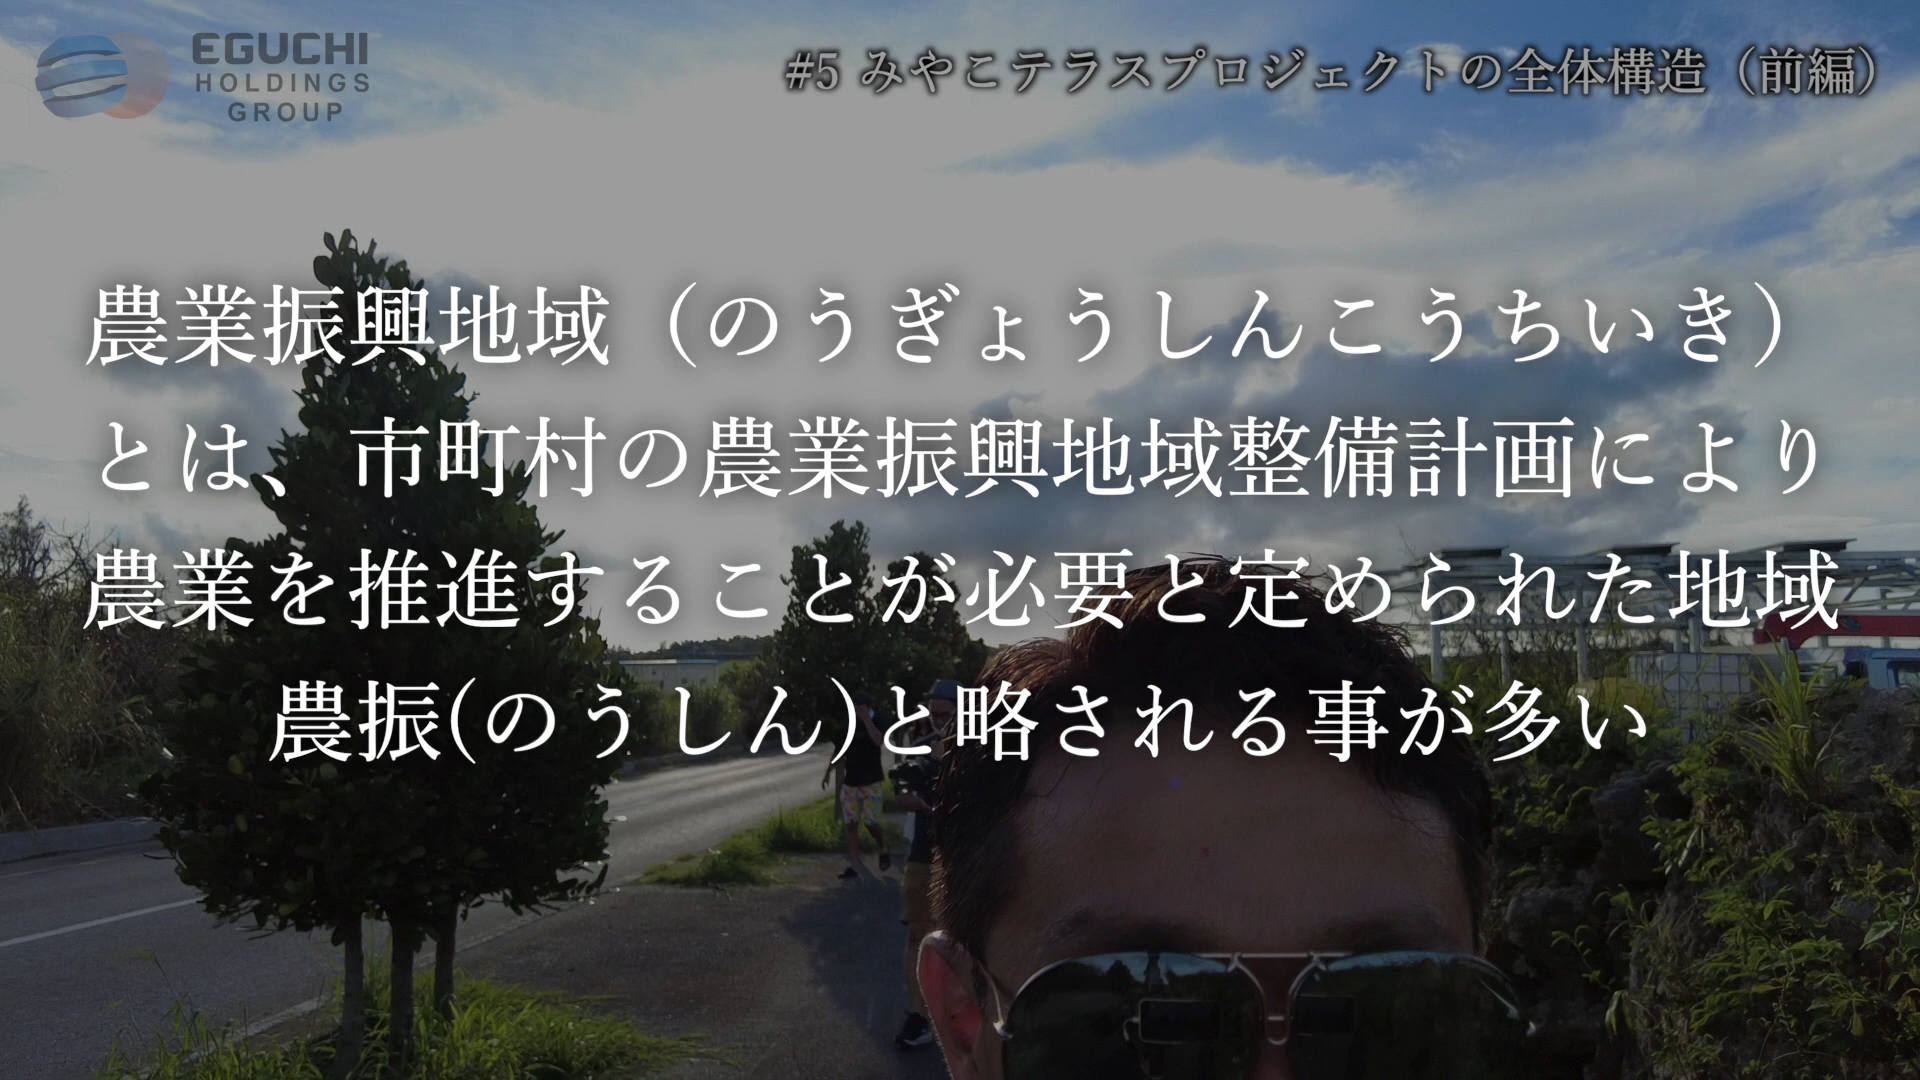 EGUCHI
HOLDINGS
GROUP
#5 みやこテラスプロジェクトの全体構造（前編）
農業振興地域（のうぎょうしんこうちいき）
とは、市町村の農業振興地域整備計画により
農業を推進することが必要と定められた地域
農振(のうしん)と略される事が多い